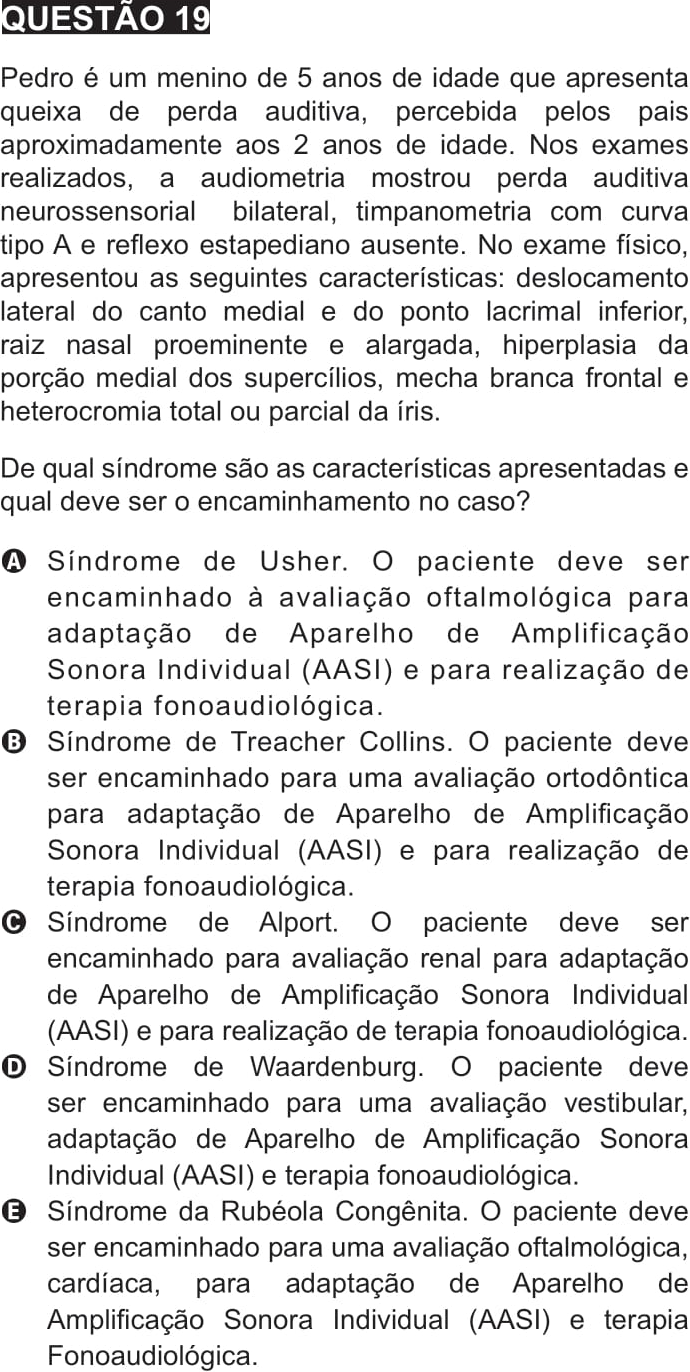 QUESTÃO 19
Pedro é um menino de 5 anos de idade que apresenta
queixa de perda auditiva, percebida pelos pais
aproximadamente aos 2 anos de idade. Nos exames
realizados, a audiometria mostrou perda auditiva
neurossensorial bilateral, timpanometria com curva
tipo A e reflexo estapediano ausente. No exame físico,
apresentou as seguintes características: deslocamento
lateral do canto medial e do ponto lacrimal inferior,
raiz nasal proeminente e alargada, hiperplasia da
porção medial dos supercílios, mecha branca frontal e
heterocromia total ou parcial da íris.
De qual síndrome são as características apresentadas e
qual deve ser o encaminhamento no caso?
A Síndrome de Usher. O paciente deve ser
encaminhado à avaliação oftalmológica para
adaptação de Aparelho de Amplificação
Sonora Individual (AASI) e para realização de
terapia fonoaudiológica.
B Síndrome de Treacher Collins. O paciente deve
ser encaminhado para uma avaliação ortodôntica
para adaptação de Aparelho de Amplificação
Sonora Individual (AASI) e para realização de
terapia fonoaudiológica.
C Síndrome de Alport. O paciente deve ser
encaminhado para avaliação renal para adaptação
de Aparelho de Amplificação Sonora Individual
(AASI) e para realização de terapia fonoaudiológica.
D Síndrome de Waardenburg. O paciente deve
ser encaminhado para uma avaliação vestibular,
adaptação de Aparelho de Amplificação Sonora
Individual (AASI) e terapia fonoaudiológica.
E Síndrome da Rubéola Congênita. O paciente deve
ser encaminhado para uma avaliação oftalmológica,
cardíaca, para adaptação de Aparelho de
Amplificação Sonora Individual (AASI) e terapia
Fonoaudiológica.